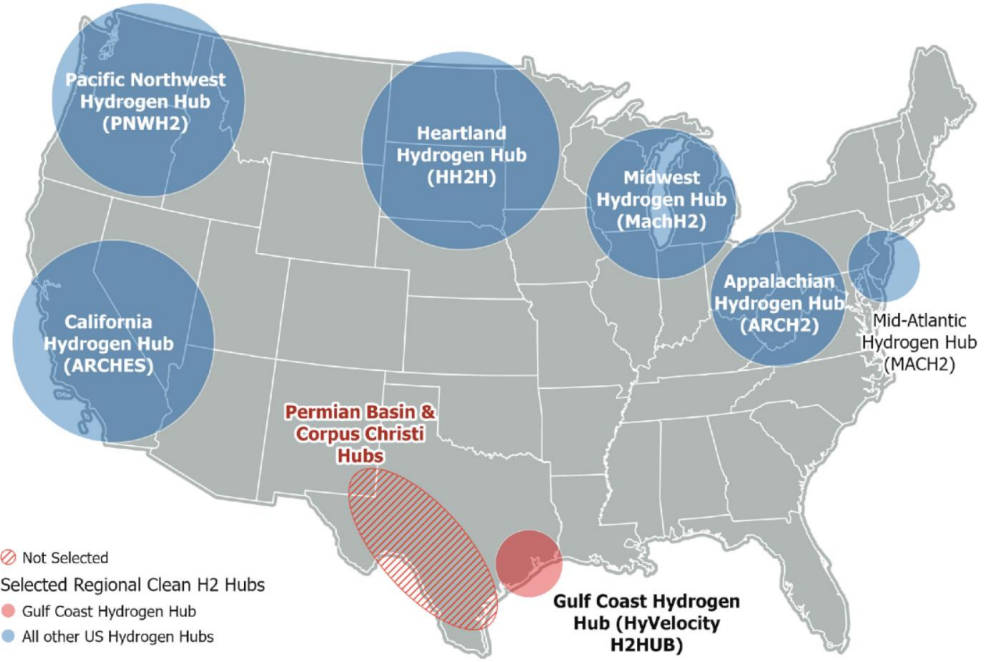 Pacific Northwest
Hydrogen Hub
(PNWH2)
Heartland
Hydrogen Hub
(HH2H)
Midwest
Hydrogen Hub
(MachH2)
Appalachian
Hydrogen Hub
(ARCH2)
Mid-Atlantic
Hydrogen Hub
(MACH2)
California
Hydrogen Hub
(ARCHES)
Permian Basin &
Corpus Christi
Hubs
Gulf Coast Hydrogen
Hub (HyVelocity
H2HUB)
Not Selected
Selected Regional Clean H2 Hubs
Gulf Coast Hydrogen Hub
All other US Hydrogen Hubs